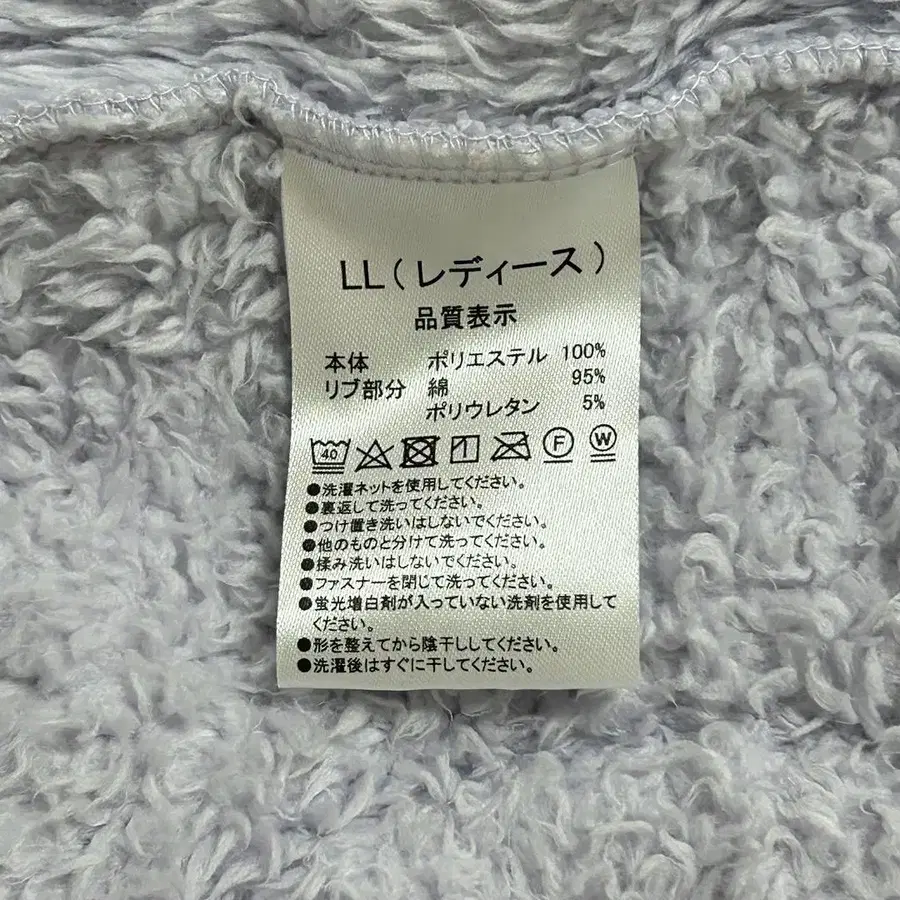 LL(レディース)
品質表示
本体 ポリエステル 100%
リブ部分 綿 95%
ポリウレタン 5%
40 F W
●洗濯ネットを使用してください。
●裏返して洗ってください。
●つけ置き洗いはしないでください。
●他のものと分けて洗ってください。
●揉み洗いはしないでください。
●ファスナーを閉じて洗ってください。
●蛍光増白剤が入っていない洗剤を使用して
ください。
●形を整えてから陰干ししてください。
●洗濯後はすぐに干してください。